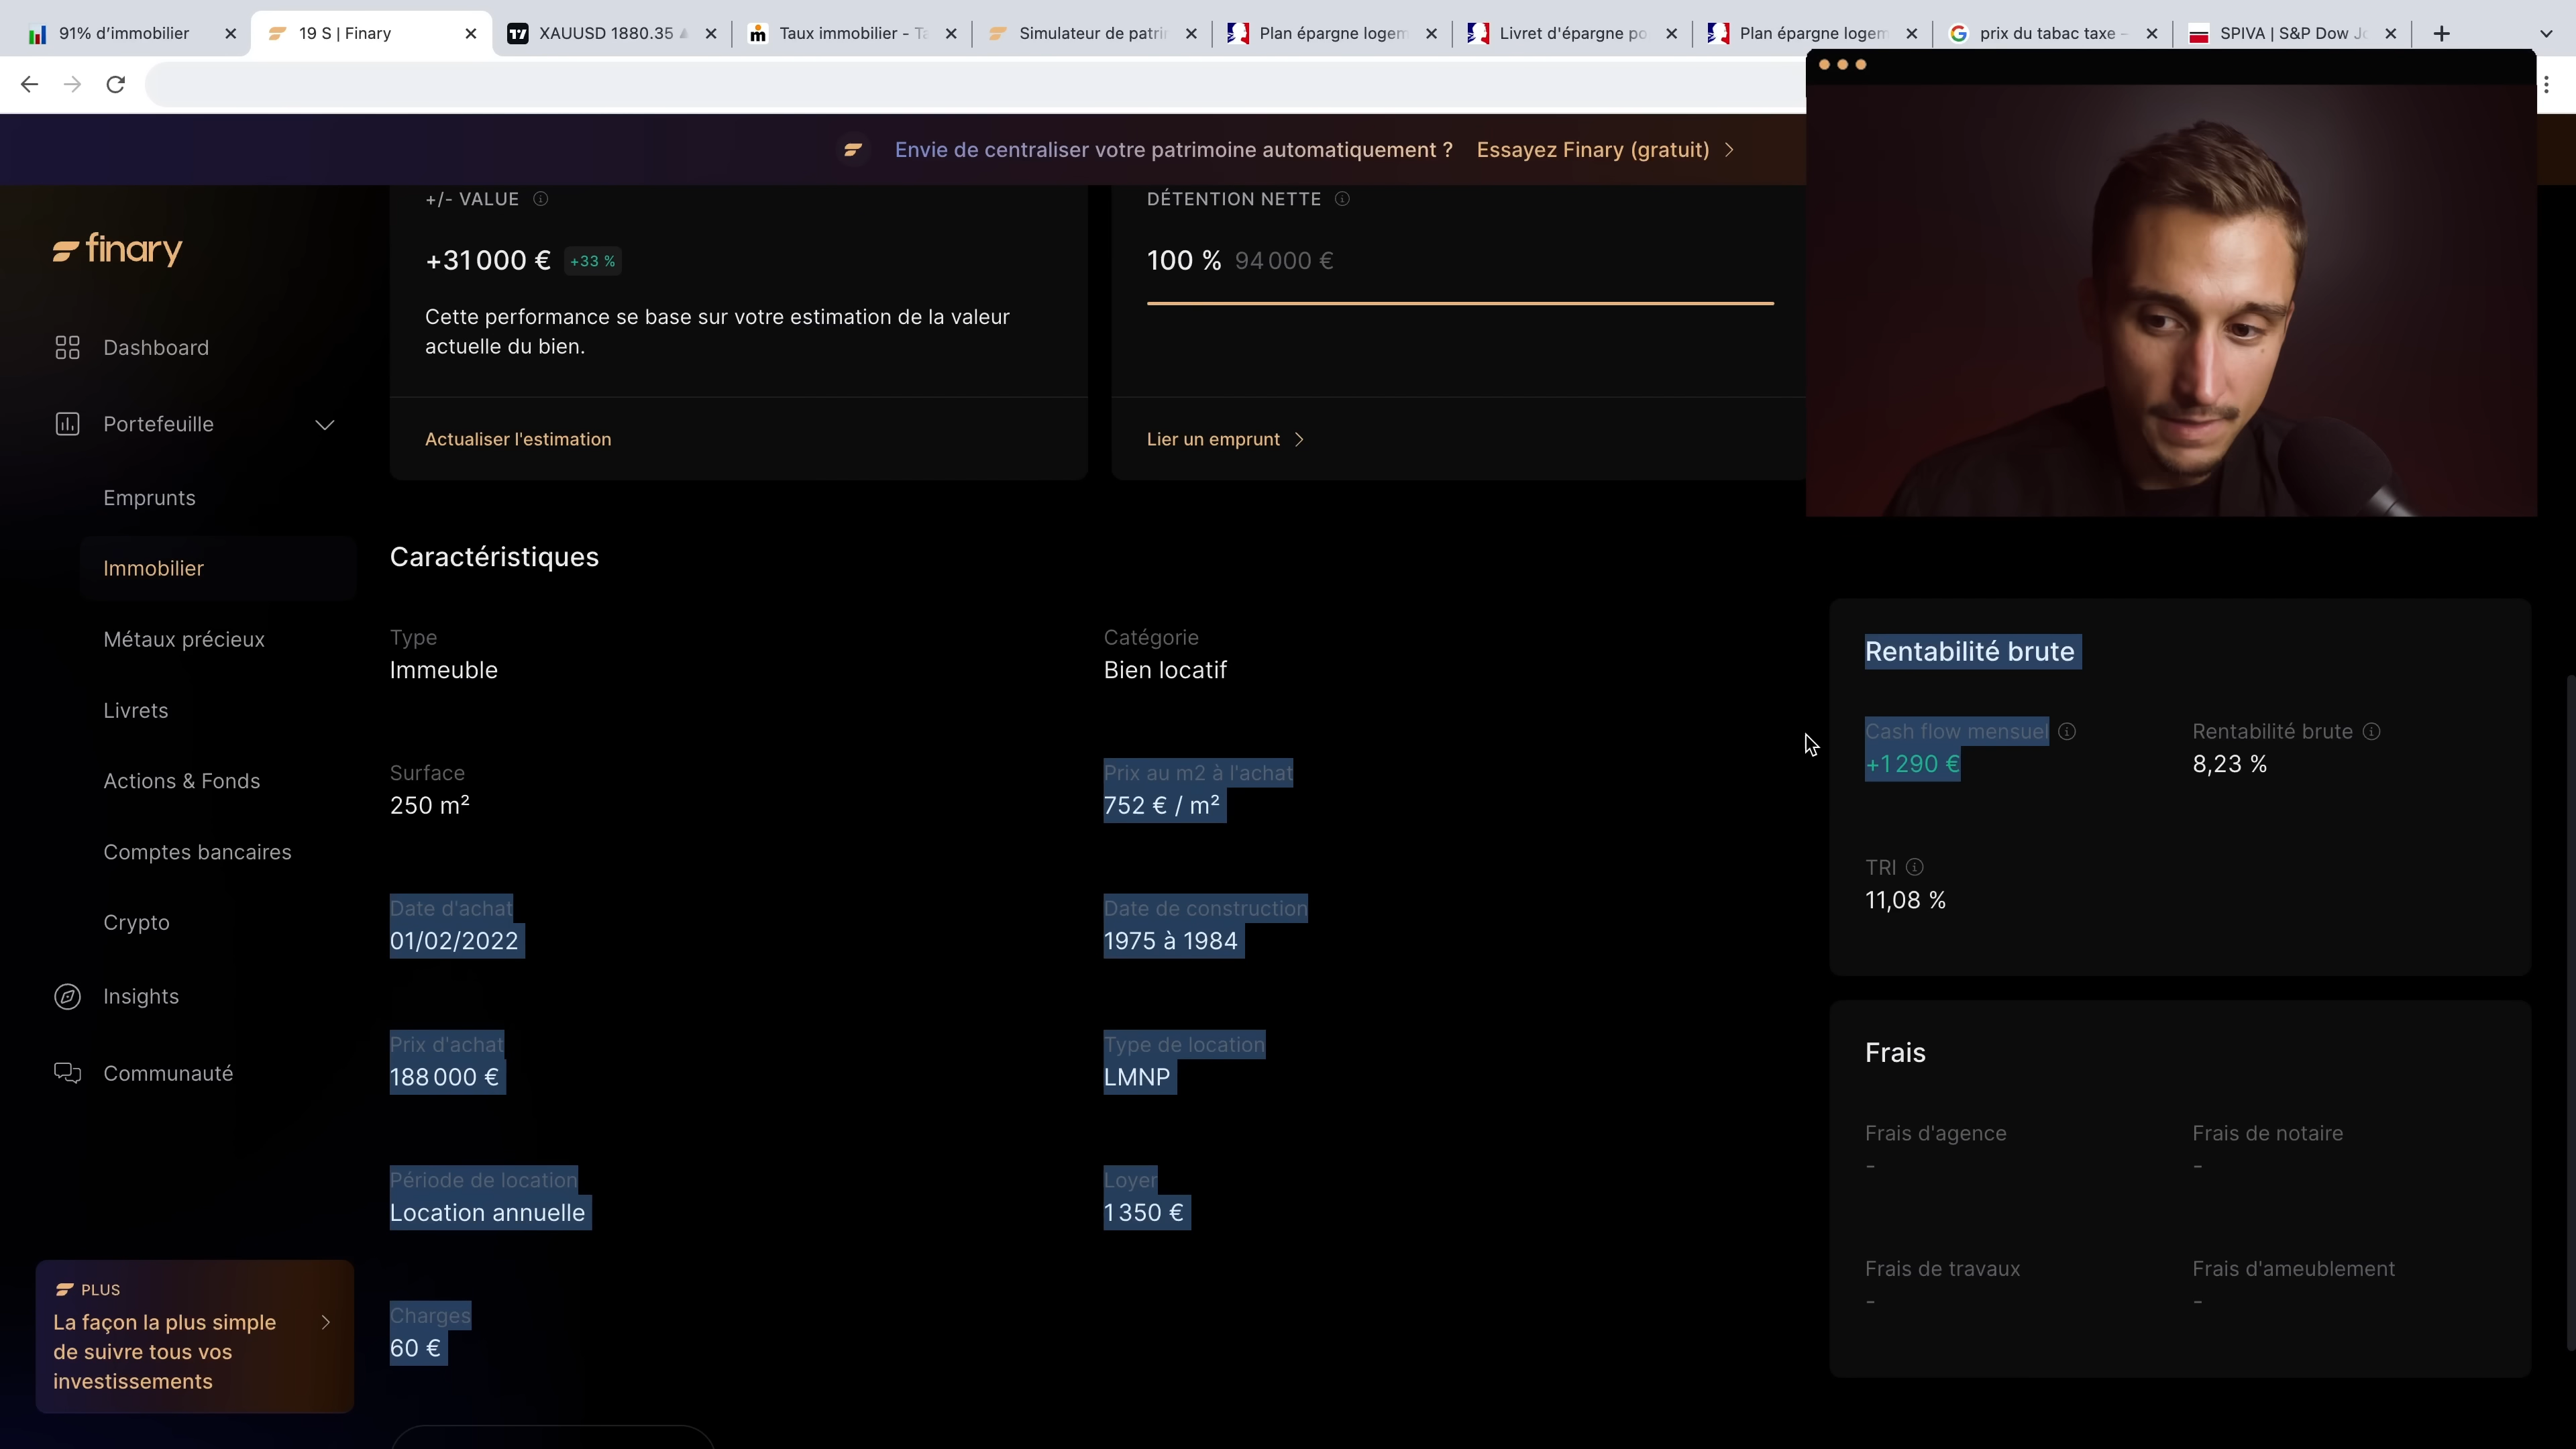 91% d'immobilier
19 S | Finary
XAUUSD 1880.35
Taux immobilier - Ta
Simulateur de patrim
Plan épargne logem
Livret d'épargne po
Plan épargne logem
prix du tabac taxe -
SPIVA | S&P Dow Jo
Envie de centraliser votre patrimoine automatiquement ? Essayez Finary (gratuit)
finary
Dashboard
Portefeuille
Emprunts
Immobilier
Métaux précieux
Livrets
Actions & Fonds
Comptes bancaires
Crypto
Insights
Communauté
PLUS
La façon la plus simple
de suivre tous vos
investissements
+/- VALUE
+31 000 € +33 %
Cette performance se base sur votre estimation de la valeur
actuelle du bien.
Actualiser l'estimation
DÉTENTION NETTE
100 % 94 000 €
Lier un emprunt
Caractéristiques
Type
Immeuble
Catégorie
Bien locatif
Surface
250 m²
Prix au m2 à l'achat
752 € / m²
Date d'achat
01/02/2022
Date de construction
1975 à 1984
Prix d'achat
188 000 €
Type de location
LMNP
Période de location
Location annuelle
Loyer
1 350 €
Charges
60 €
Rentabilité brute
Cash flow mensuel
+1 290 €
Rentabilité brute
8,23 %
TRI
11,08 %
Frais
Frais d'agence
-
Frais de notaire
-
Frais de travaux
-
Frais d'ameublement
-